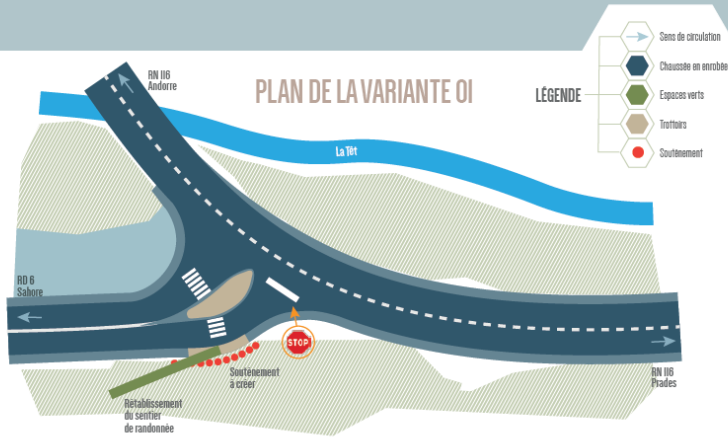 PLAN DE LA VARIANTE 01
LÉGENDE
Sens de circulation
Chaussée en enrobée
Espaces verts
Trottoirs
Soutènement
RN 116
Andorre
La Têt
RD 6
Sahore
STOP
Soutènement
à créer
Rétablissement
du sentier
de randonnée
RN 116
Prades